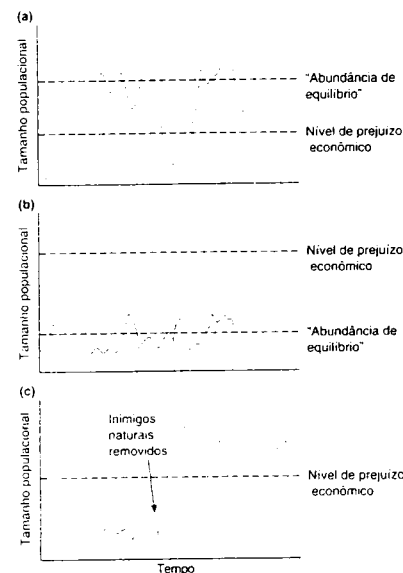 (a)
Tamanho populacional
"Abundância de
equilíbrio"
Nível de prejuízo
econômico
(b)
Tamanho populacional
Nível de prejuízo
econômico
"Abundância de
equilíbrio"
(c)
Tamanho populacional
Inimigos
naturais
removidos
Nível de prejuízo
econômico
Tempo